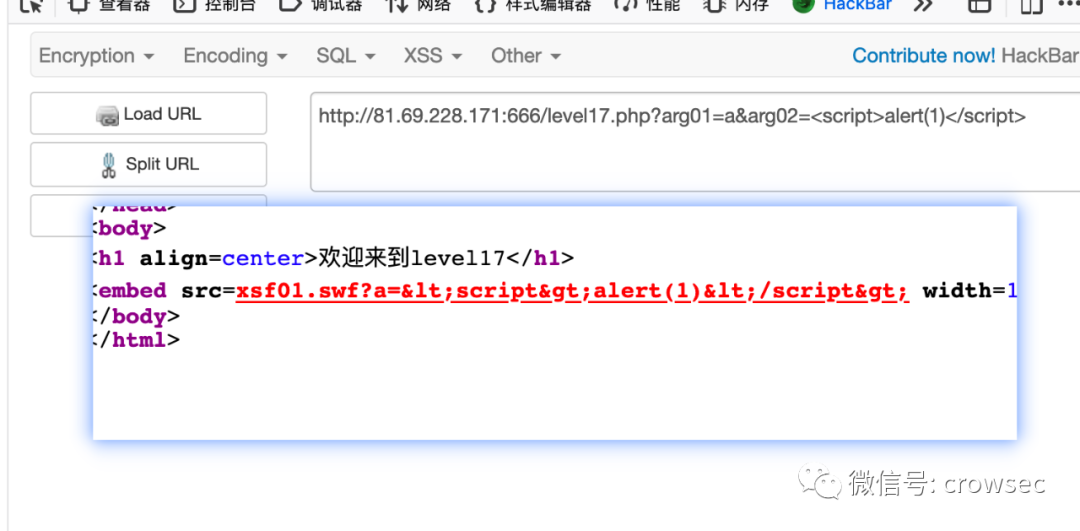 查看器 控制台 调试器 网络 样式编辑器 性能 内存 HackBar
Encryption Encoding SQL XSS Other Contribute now! HackBar
Load URL
http://81.69.228.171:666/level17.php?arg01=a&arg02=<script>alert(1)</script>
Split URL
</head>
<body>
<h1 align=center>欢迎来到level17</h1>
<embed src=xsf01.swf?a=&lt;script&gt;alert(1)&lt;/script&gt; width=1
</body>
</html>
微信号: crowsec